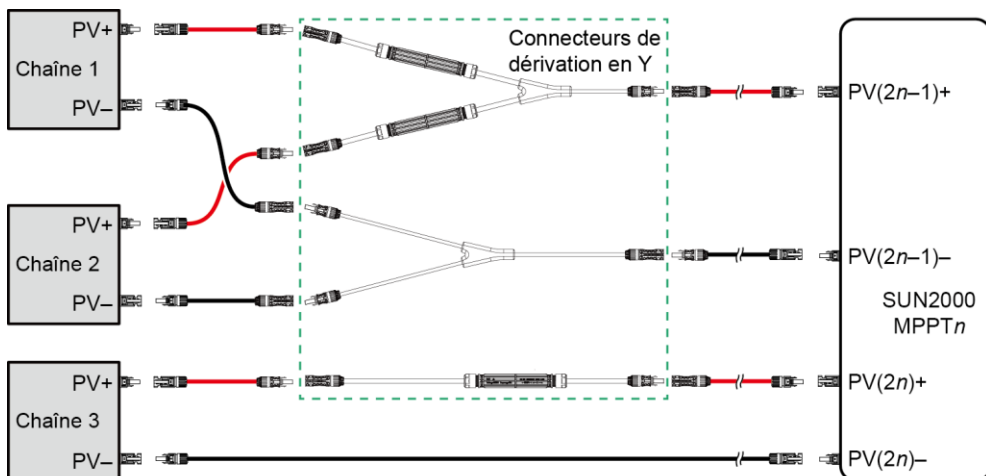 PV+
Chaîne 1
PV–
PV+
Chaîne 2
PV–
PV+
Chaîne 3
PV–
Connecteurs de
dérivation en Y
PV(2n–1)+
PV(2n–1)–
SUN2000
MPPTn
PV(2n)+
PV(2n)–